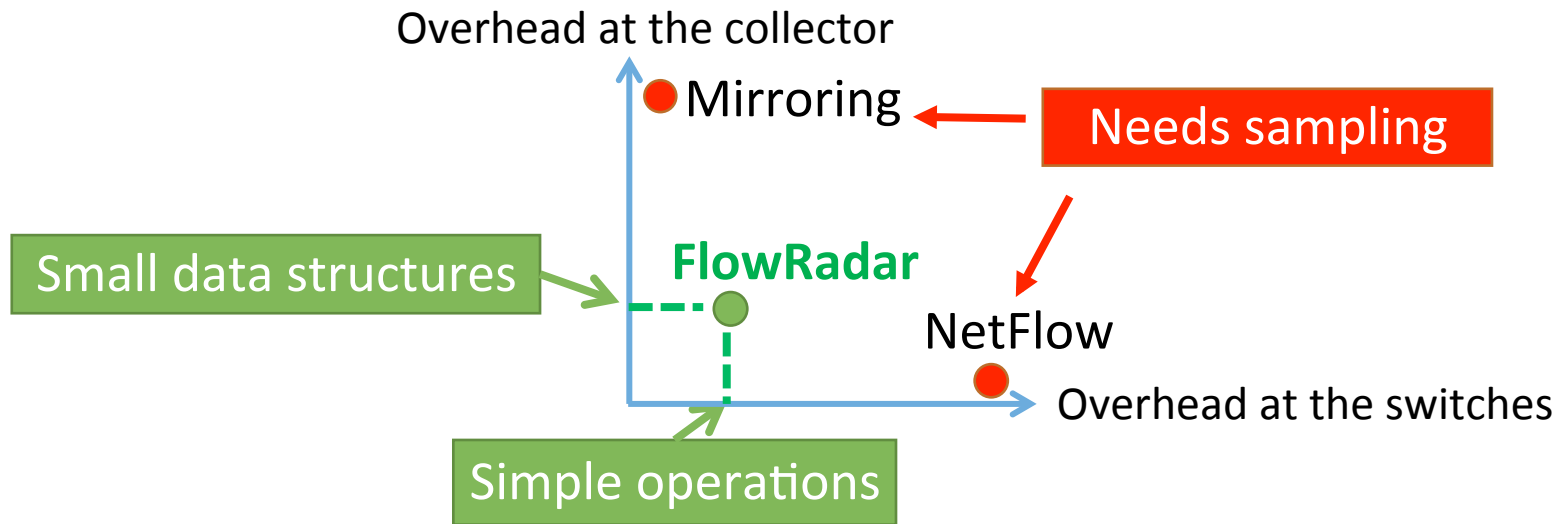 Overhead at the collector
Mirroring
Needs sampling
Small data structures
FlowRadar
NetFlow
Overhead at the switches
Simple operations